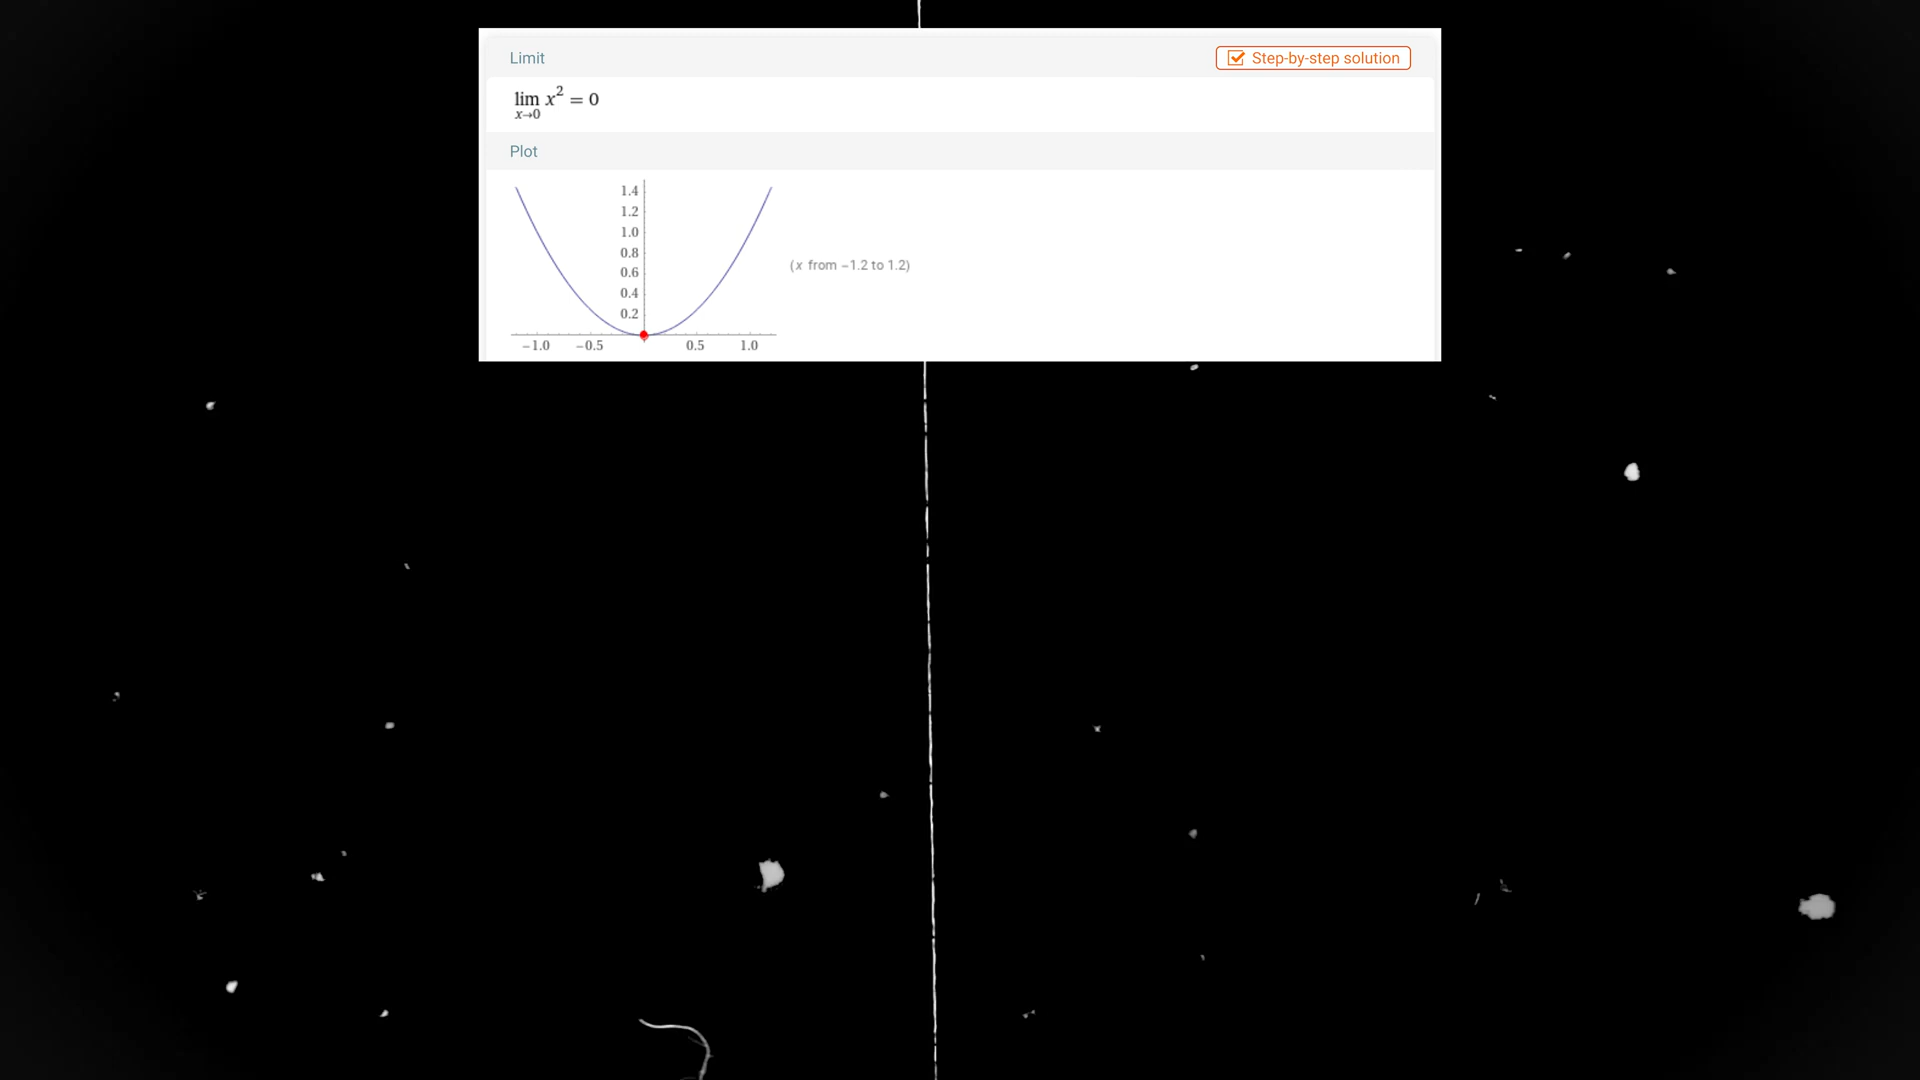 Limit
Step-by-step solution
lim x² = 0
x→0
Plot
1.4
1.2
1.0
0.8
0.6
0.4
0.2
(x from −1.2 to 1.2)
−1.0 −0.5 0.5 1.0